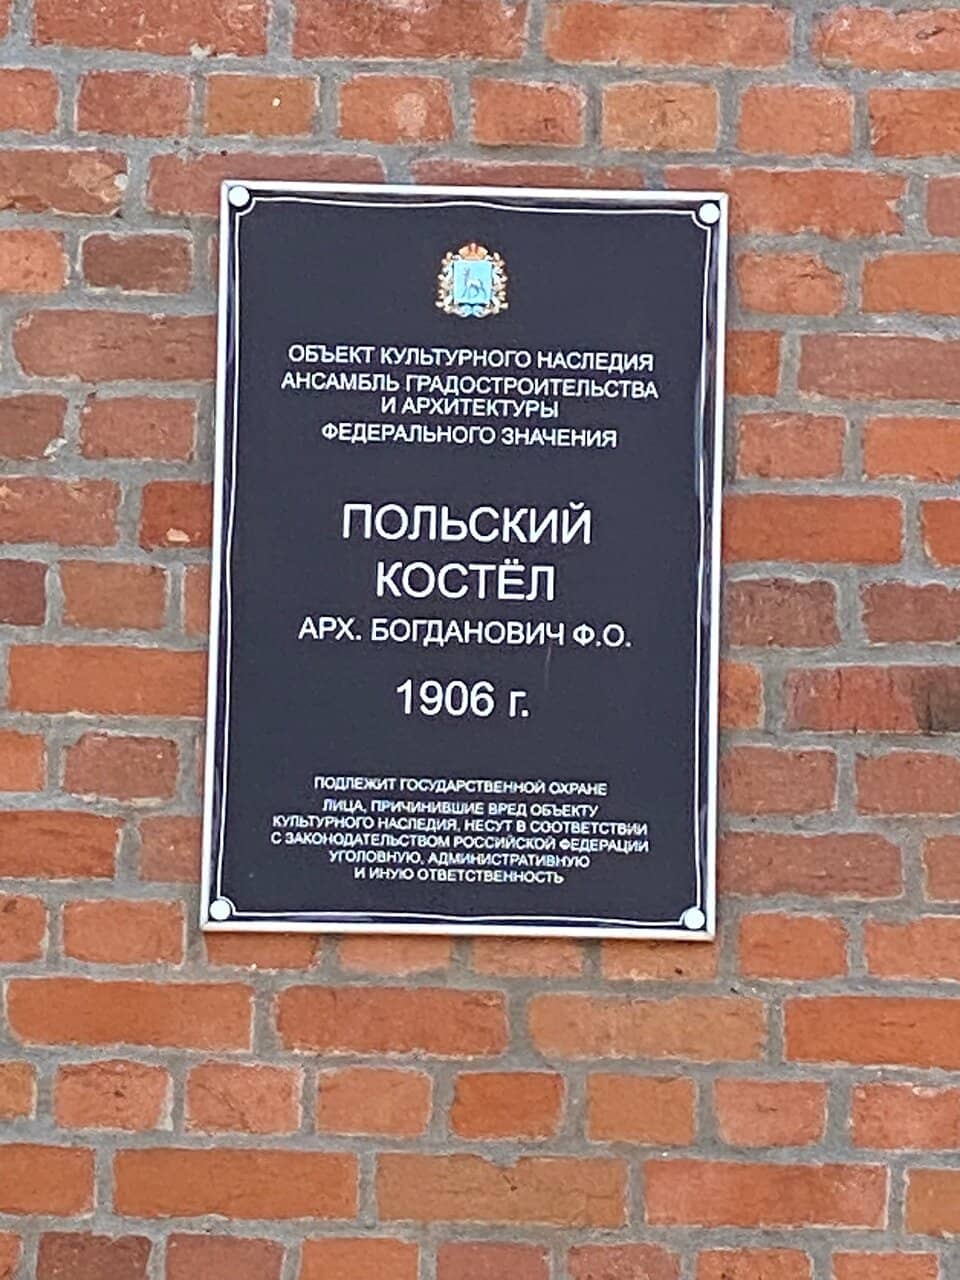 ОБЪЕКТ КУЛЬТУРНОГО НАСЛЕДИЯ
АНСАМБЛЬ ГРАДОСТРОИТЕЛЬСТВА
И АРХИТЕКТУРЫ
ФЕДЕРАЛЬНОГО ЗНАЧЕНИЯ
ПОЛЬСКИЙ
КОСТЁЛ
АРХ. БОГДАНОВИЧ Ф.О.
1906 г.
ПОДЛЕЖИТ ГОСУДАРСТВЕННОЙ ОХРАНЕ
ЛИЦА, ПРИЧИНИВШИЕ ВРЕД ОБЪЕКТУ
КУЛЬТУРНОГО НАСЛЕДИЯ, НЕСУТ В СООТВЕТСТВИИ
С ЗАКОНОДАТЕЛЬСТВОМ РОССИЙСКОЙ ФЕДЕРАЦИИ
УГОЛОВНУЮ, АДМИНИСТРАТИВНУЮ
И ИНУЮ ОТВЕТСТВЕННОСТЬ